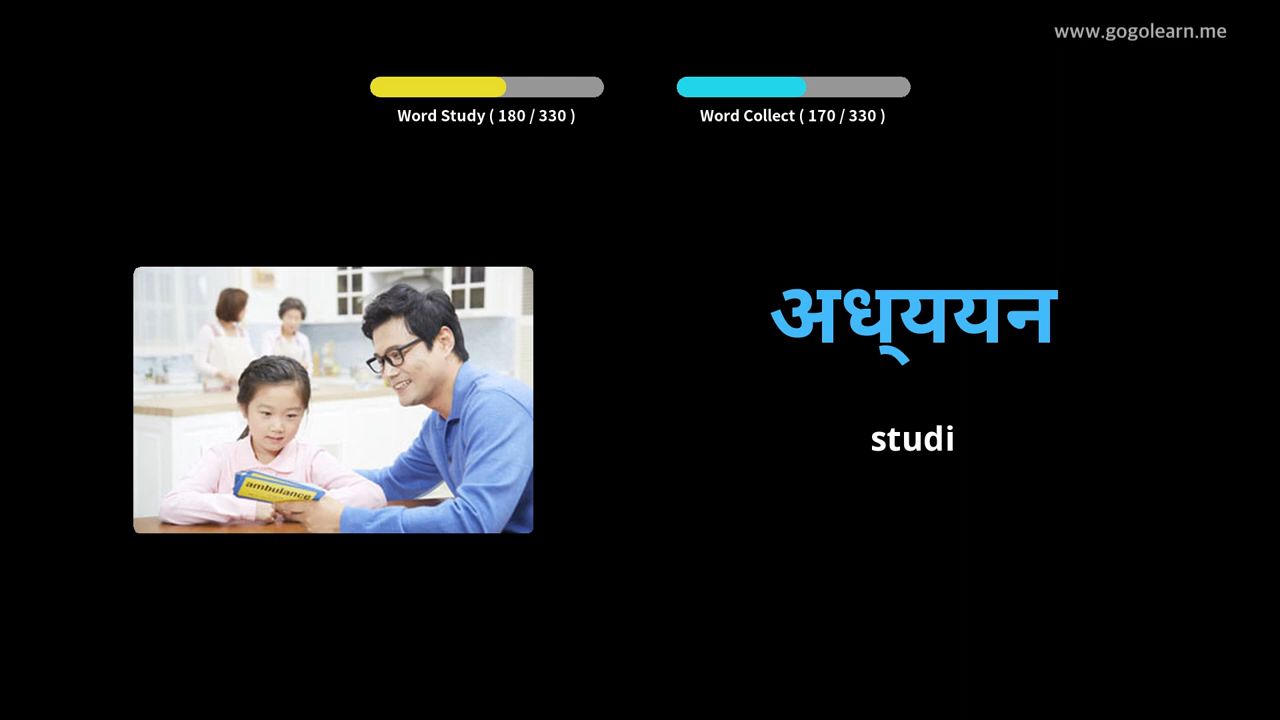 www.gogolearn.me
Word Study ( 180 / 330 )
Word Collect ( 170 / 330 )
अध्ययन
studi
ambulance